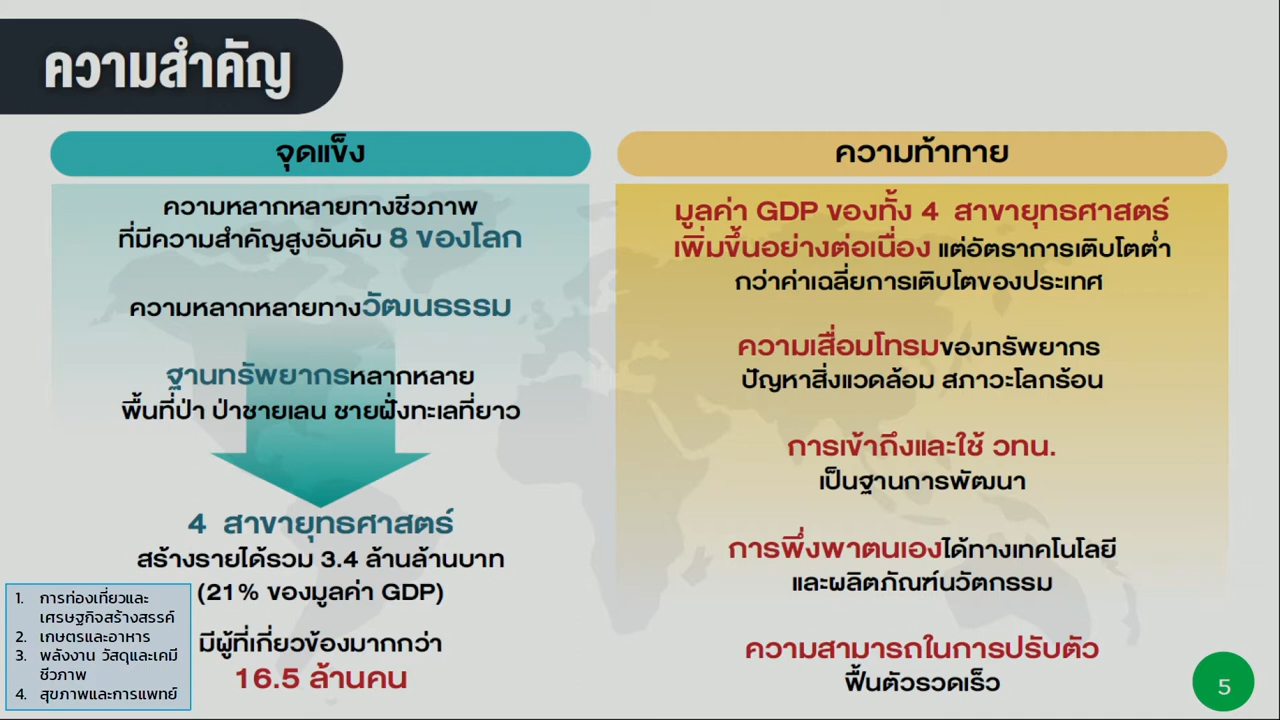 ความสำคัญ
จุดแข็ง
ความหลากหลายทางชีวภาพ
ที่มีความสำคัญสูงอันดับ 8 ของโลก
ความหลากหลายทางวัฒนธรรม
ฐานทรัพยากรหลากหลาย
พื้นที่ป่า ป่าชายเลน ชายฝั่งทะเลที่ยาว
4 สาขายุทธศาสตร์
สร้างรายได้รวม 3.4 ล้านล้านบาท
(21% ของมูลค่า GDP)
มีผู้ที่เกี่ยวข้องมากกว่า
16.5 ล้านคน
1. การท่องเที่ยวและ
เศรษฐกิจสร้างสรรค์
2. เกษตรและอาหาร
3. พลังงาน วัสดุและเคมี
ชีวภาพ
4. สุขภาพและการแพทย์
ความท้าทาย
มูลค่า GDP ของทั้ง 4 สาขายุทธศาสตร์
เพิ่มขึ้นอย่างต่อเนื่อง แต่อัตราการเติบโตต่ำ
กว่าค่าเฉลี่ยการเติบโตของประเทศ
ความเสื่อมโทรมของทรัพยากร
ปัญหาสิ่งแวดล้อม สภาวะโลกร้อน
การเข้าถึงและใช้ วทน.
เป็นฐานการพัฒนา
การพึ่งพาตนเองได้ทางเทคโนโลยี
และผลิตภัณฑ์นวัตกรรม
ความสามารถในการปรับตัว
ฟื้นตัวรวดเร็ว
5